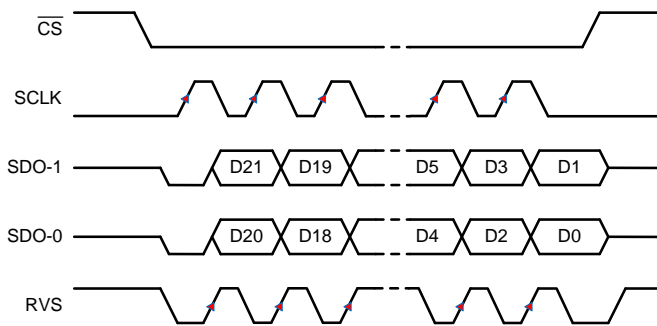 CS
SCLK
SDO-1 D21 D19 D5 D3 D1
SDO-0 D20 D18 D4 D2 D0
RVS